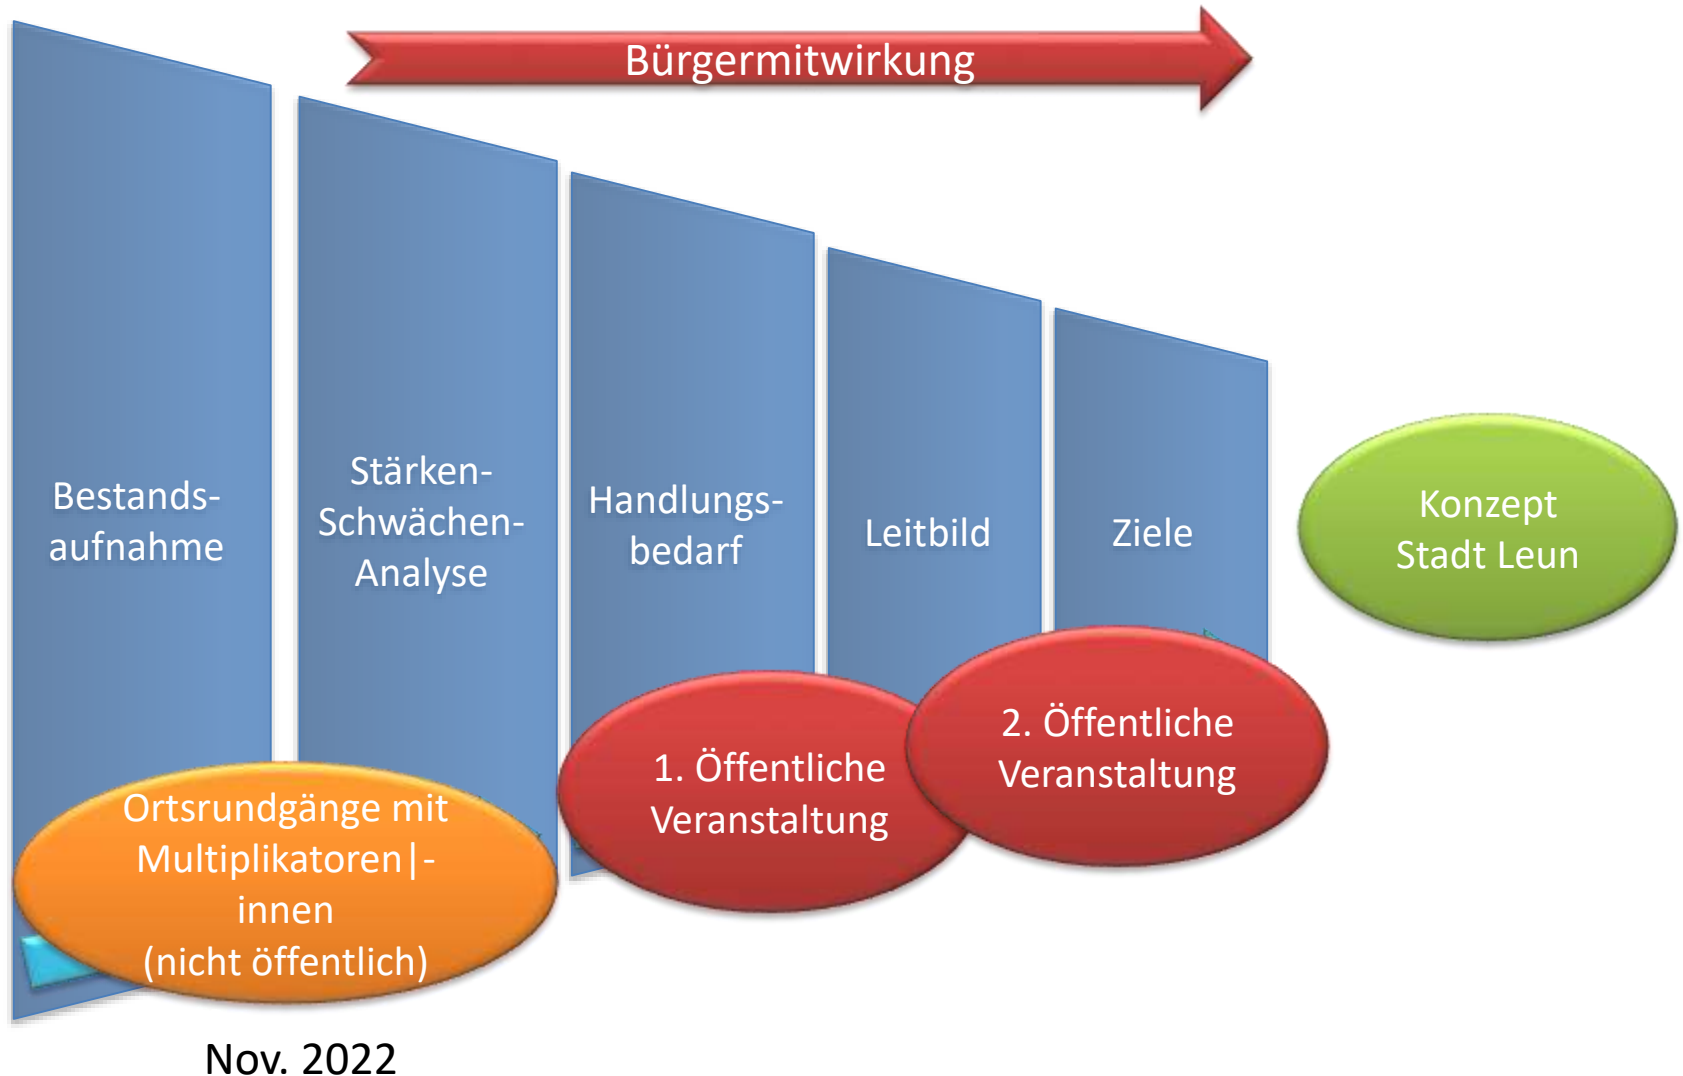 Bürgermitwirkung
Bestands-
aufnahme
Stärken-
Schwächen-
Analyse
Handlungs-
bedarf
Leitbild
Ziele
Konzept
Stadt Leun
Ortsrundgänge mit
Multiplikatoren|-
innen
(nicht öffentlich)
1. Öffentliche
Veranstaltung
2. Öffentliche
Veranstaltung
Nov. 2022